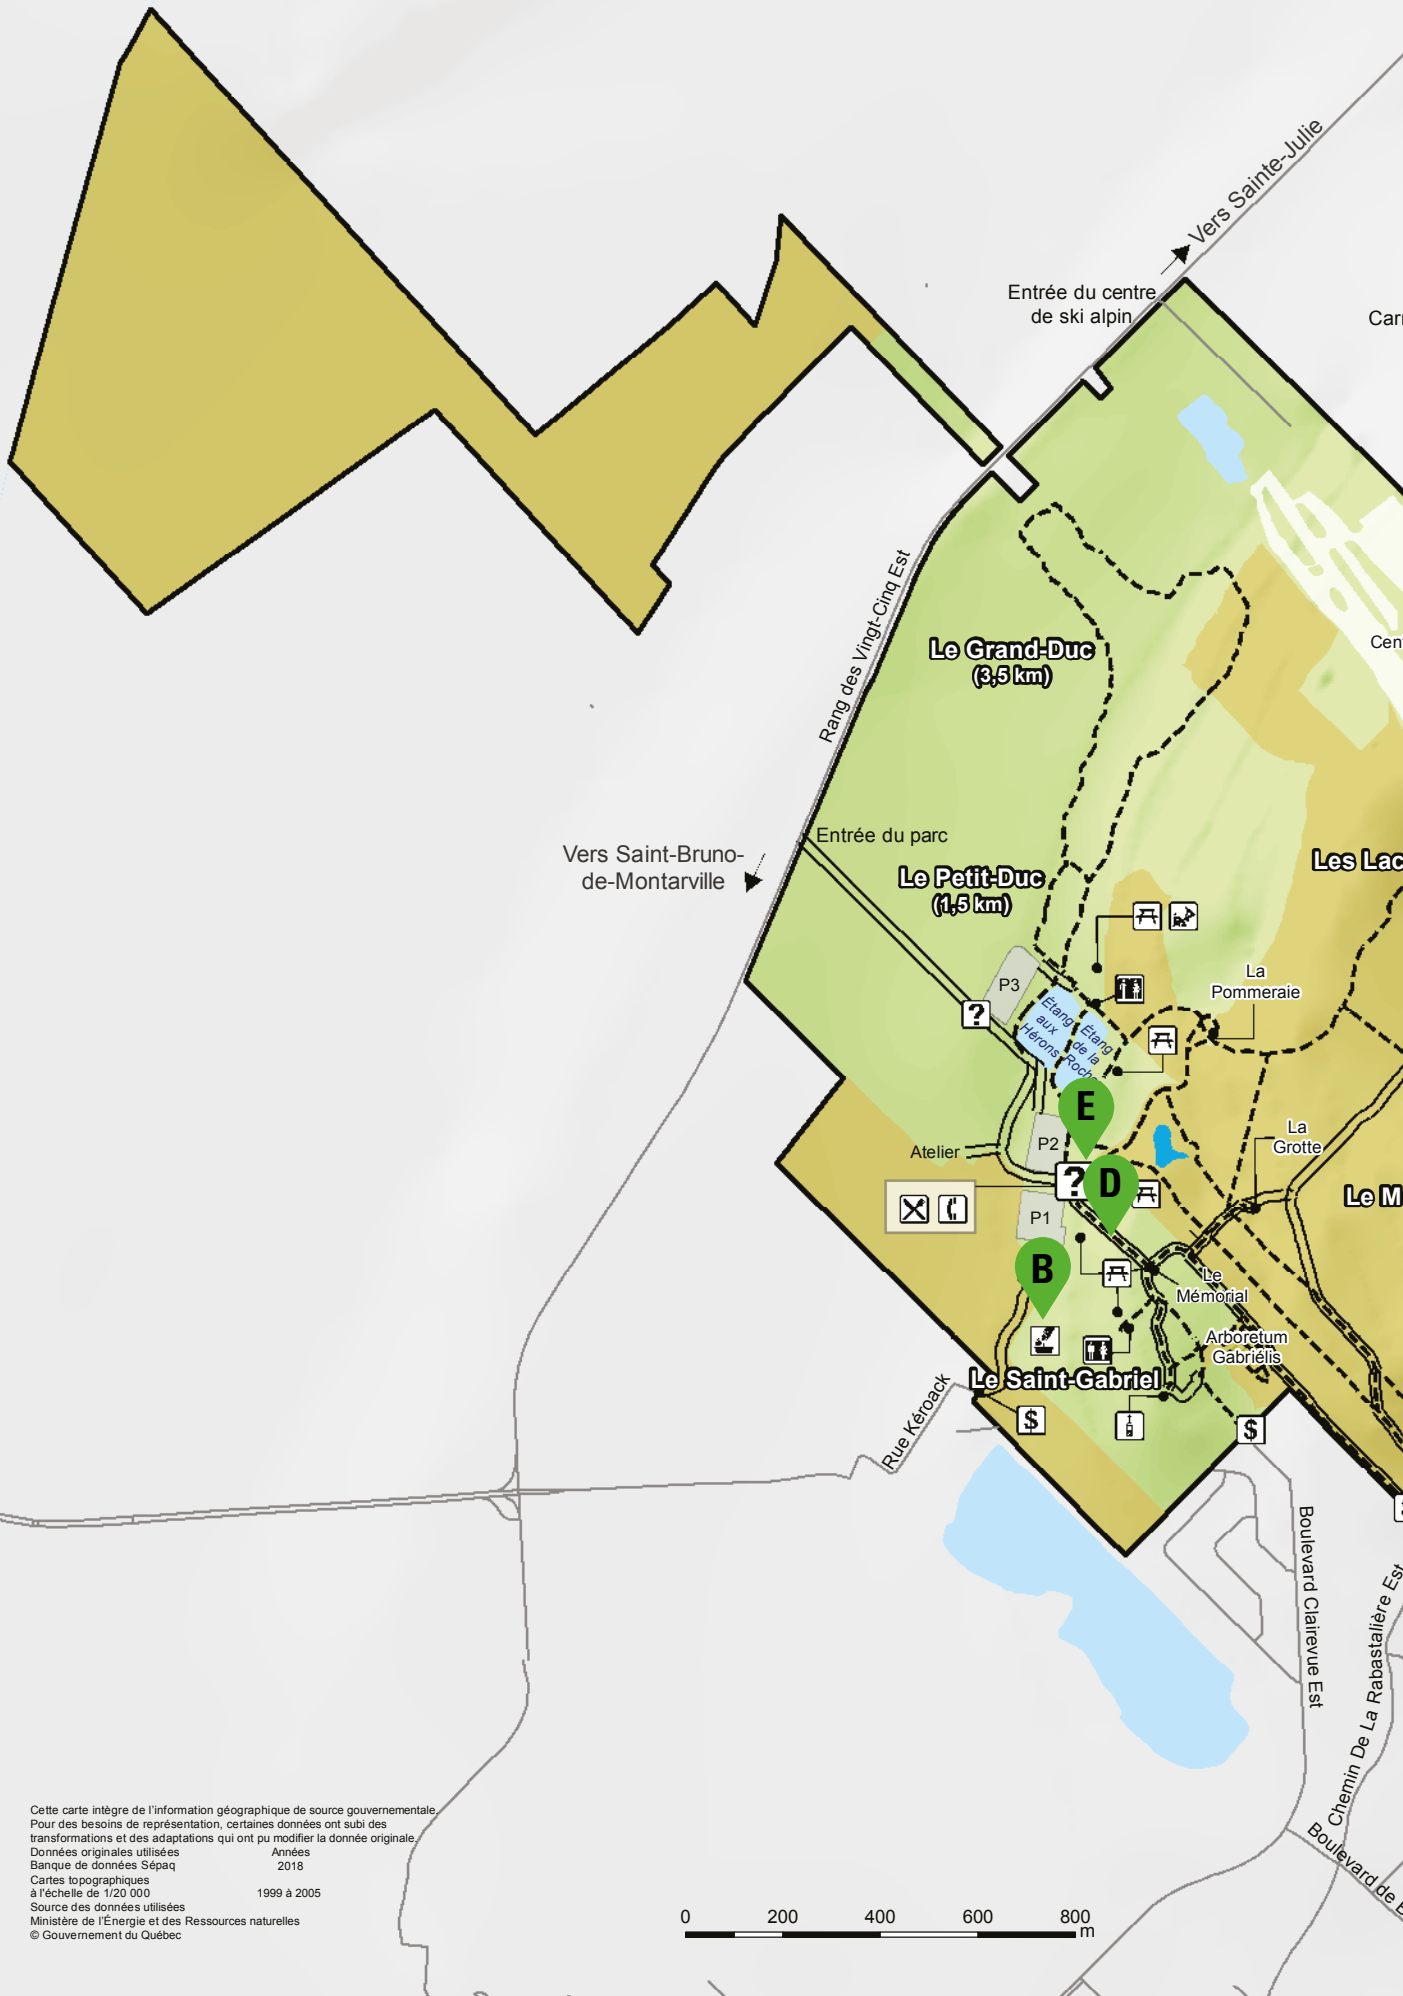 Vers Sainte-Julie
Entrée du centre
de ski alpin
Rang des Vingt-Cinq Est
Le Grand-Duc
(3,5 km)
Entrée du parc
Vers Saint-Bruno-
de-Montarville
Le Petit-Duc
(1,5 km)
La
Pommeraie
P3
?
Étang
aux
Hérons
Étang
de la
E
P2
Atelier
La
Grotte
?
D
P1
B
Le
Mémorial
Arboretum
Gabriélis
Le Saint-Gabriel
Rue Kéroack
$
$
Boulevard Clairevue Est
Chemin De La Rabastalière Est
Boulevard de
Cette carte intègre de l'information géographique de source gouvernementale.
Pour des besoins de représentation, certaines données ont subi des
transformations et des adaptations qui ont pu modifier la donnée originale.
Données originales utilisées Années
Banque de données Sépaq 2018
Cartes topographiques
à l'échelle de 1/20 000 1999 à 2005
Source des données utilisées
Ministère de l'Énergie et des Ressources naturelles
© Gouvernement du Québec
0 200 400 600 800
m